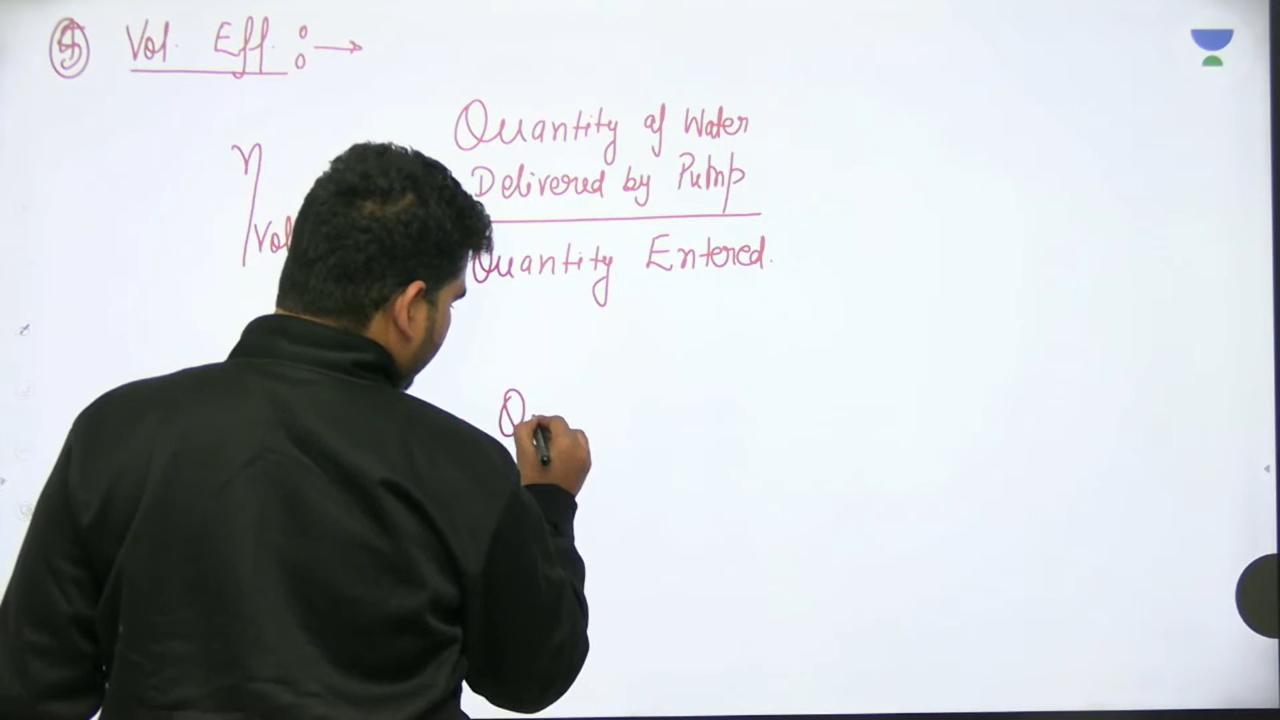 5 Vol. Eff. :→
Quantity of Water
η Delivered by Pump
Vol Quantity Entered.
Q